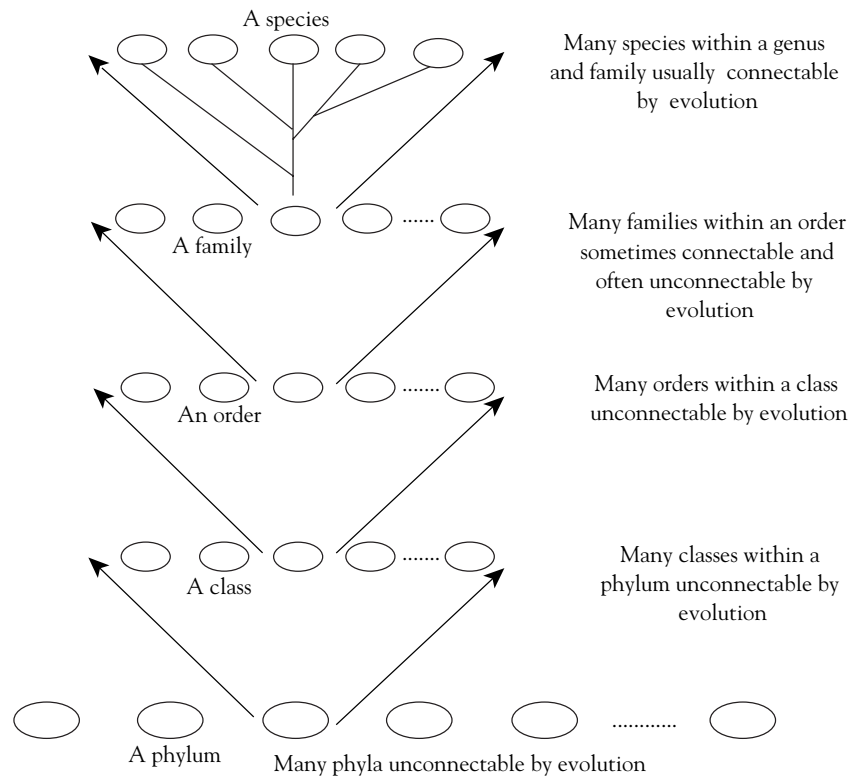 A species
Many species within a genus
and family usually connectable
by evolution
A family
......
Many families within an order
sometimes connectable and
often unconnectable by
evolution
An order
.......
Many orders within a class
unconnectable by evolution
A class
.......
Many classes within a
phylum unconnectable by
evolution
............
A phylum
Many phyla unconnectable by evolution